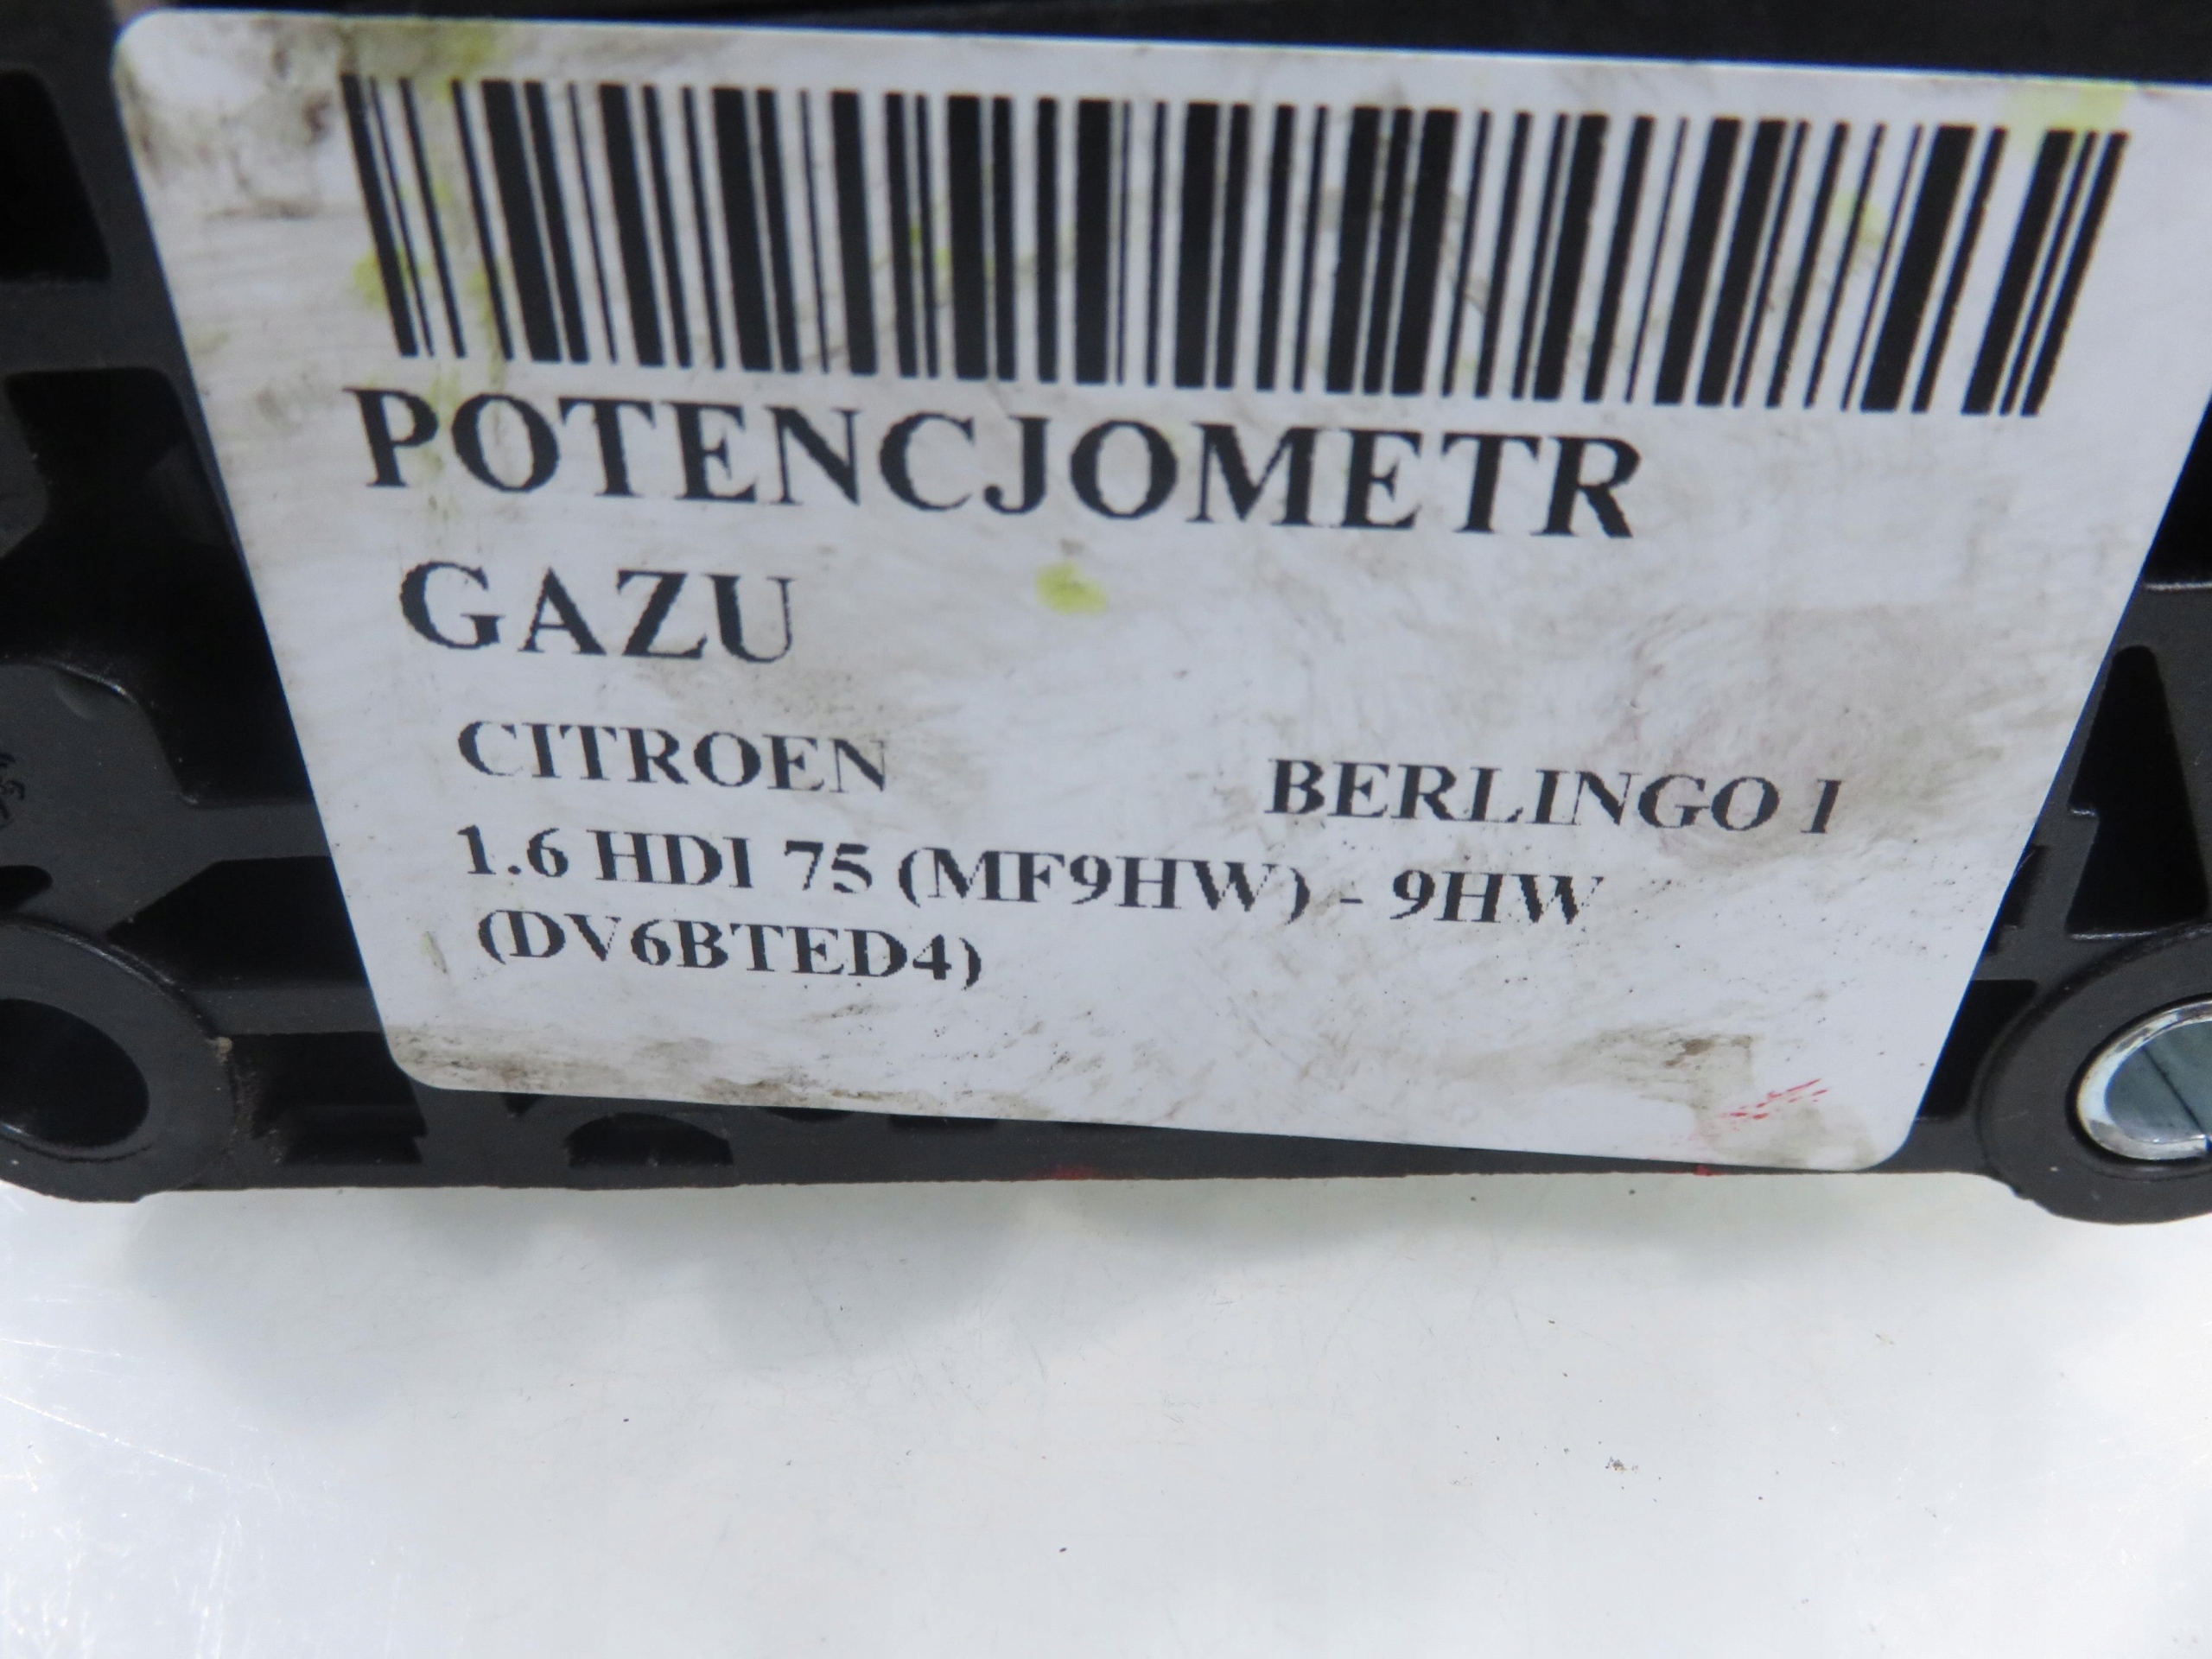 POTENCJOMETR
GAZU
CITROEN BERLINGO I
1.6 HDI 75 (MF9HW) - 9HW
(DV6BTED4)